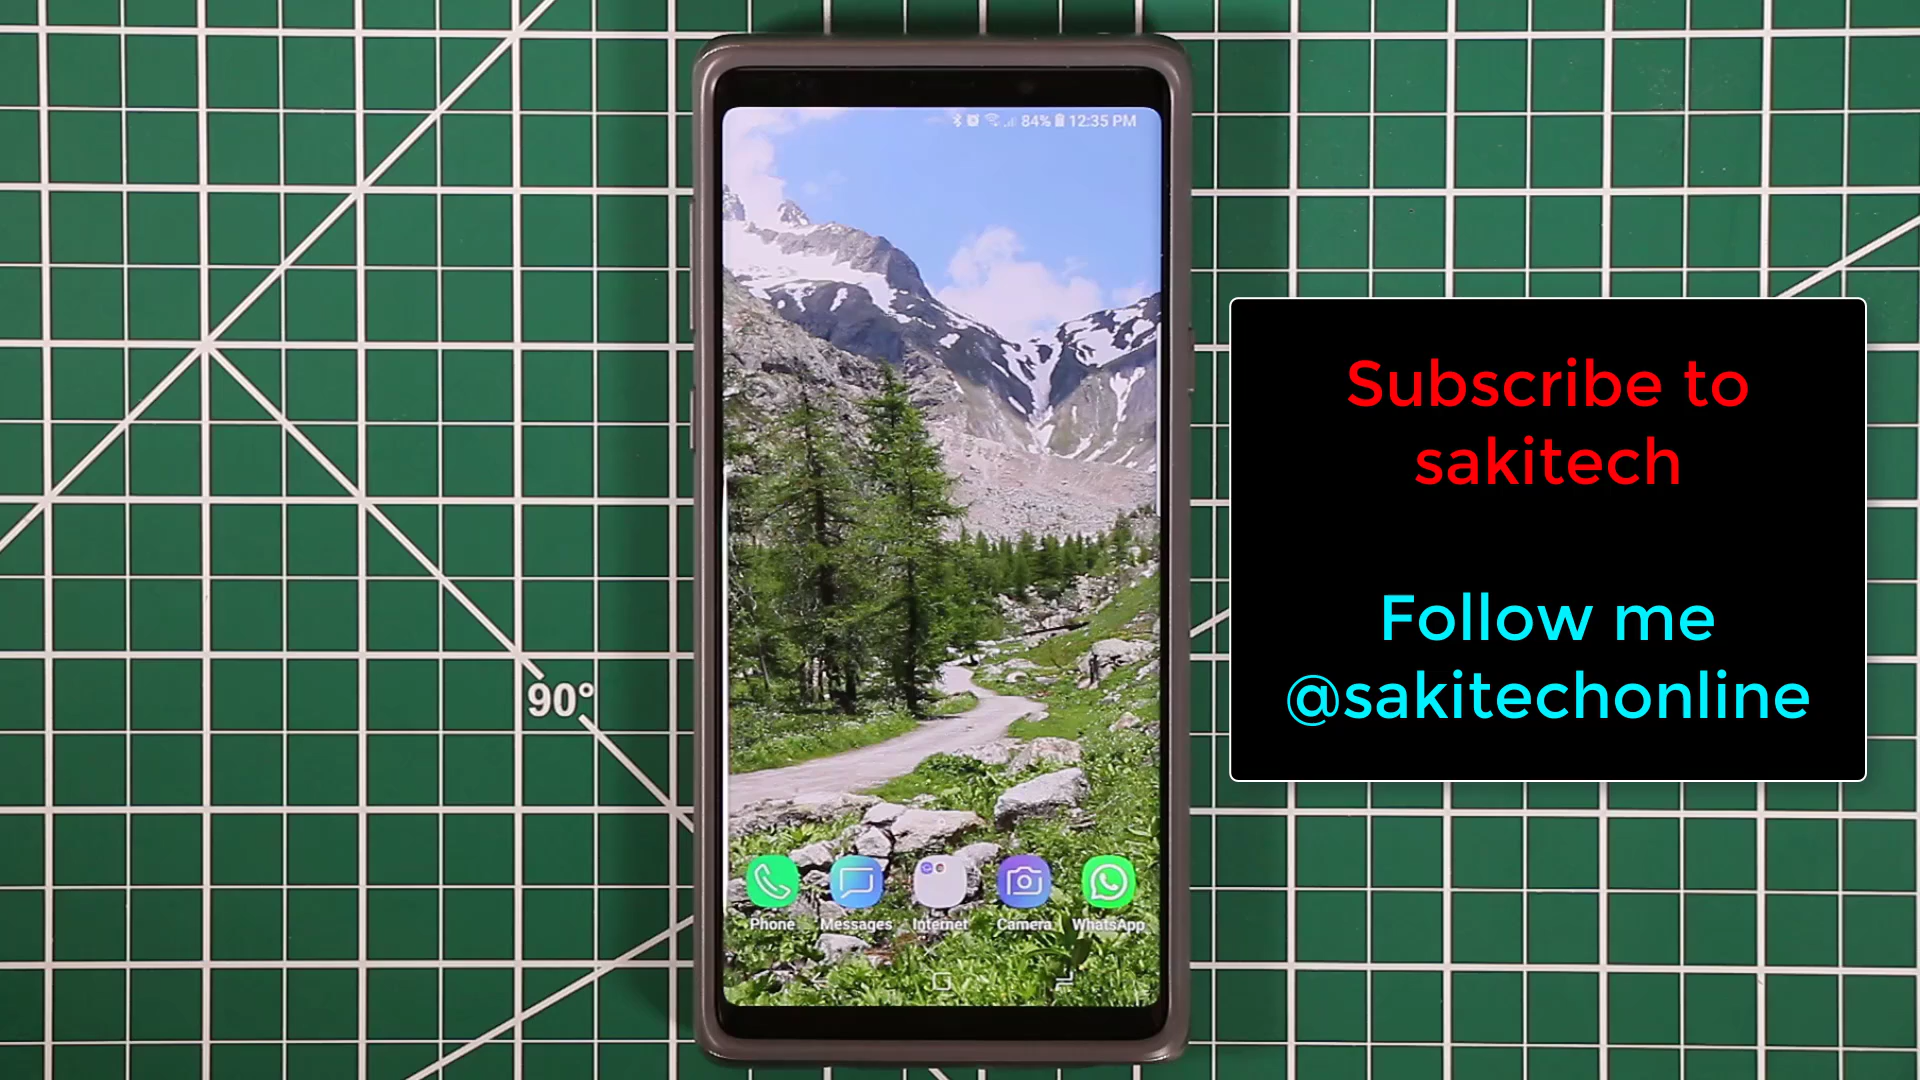 84% 12:35 PM
Subscribe to
sakitech
Follow me
@sakitechonline
90°
Phone Messages Internet Camera WhatsApp